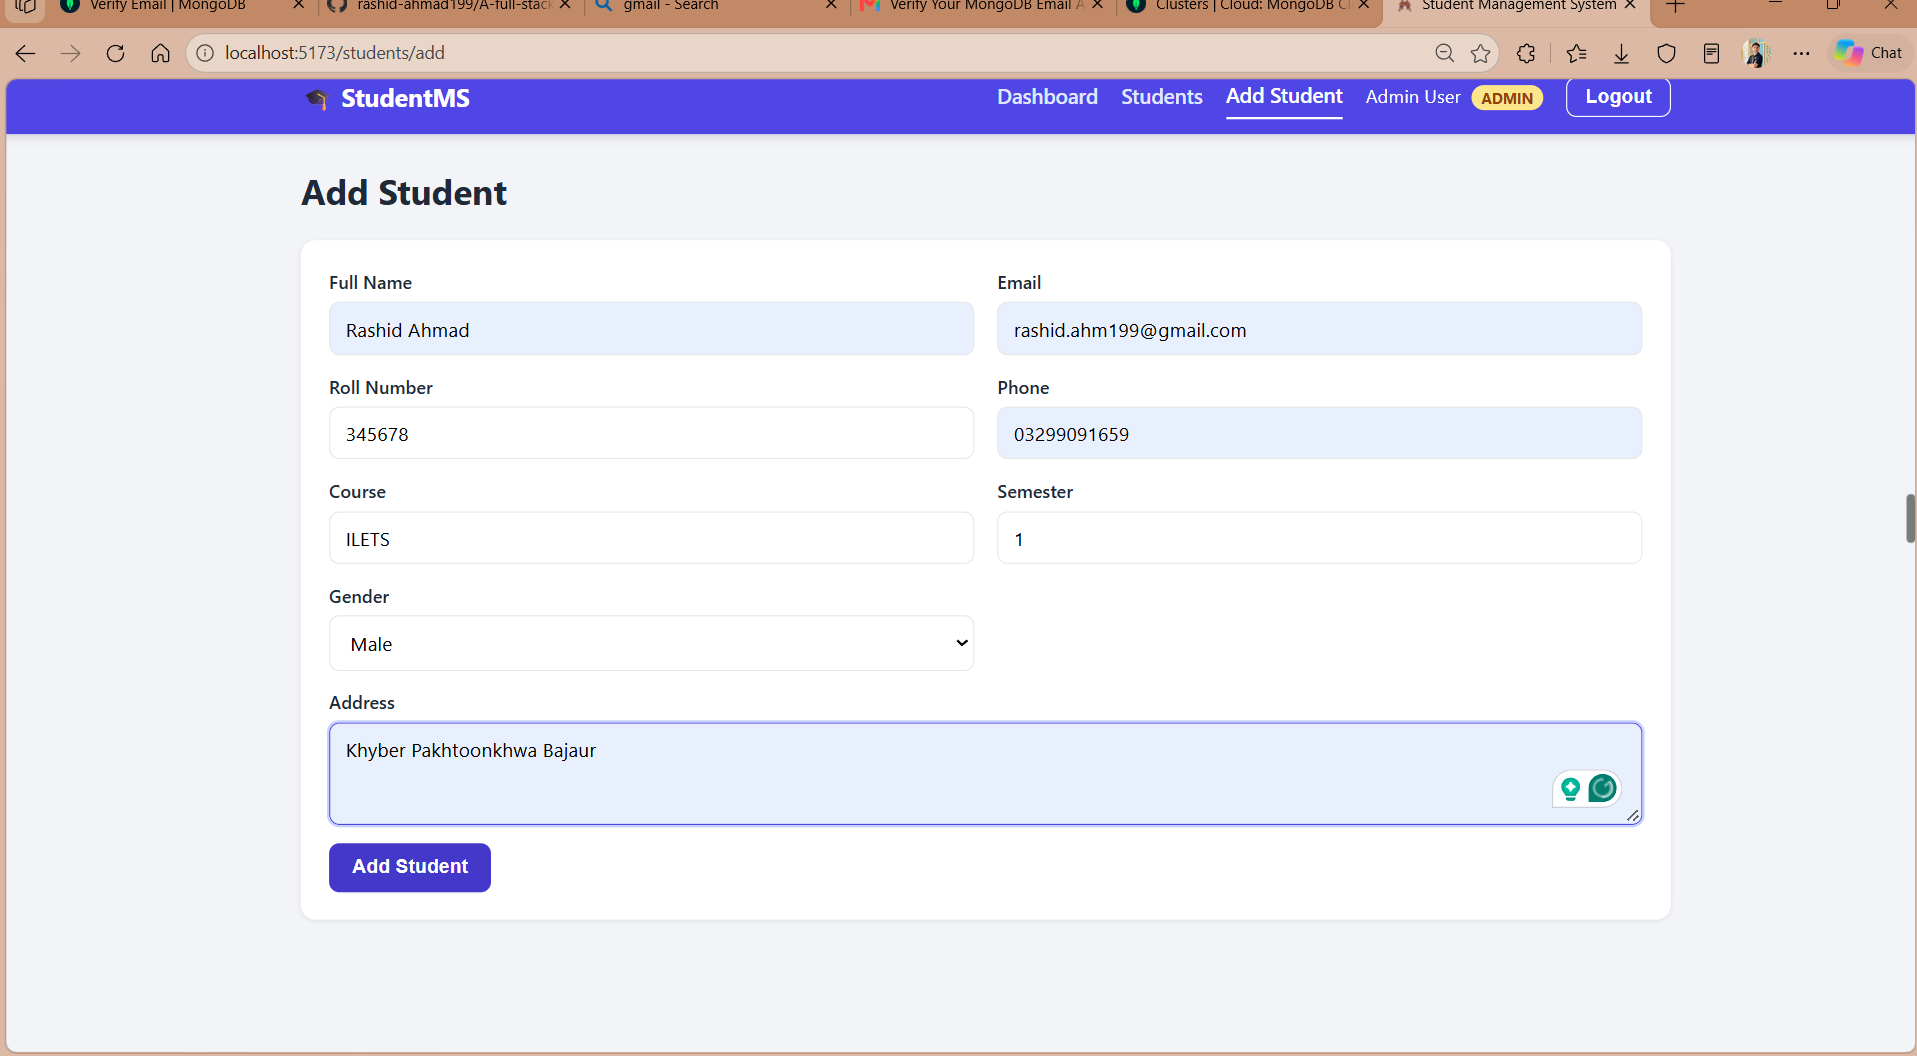 Verify Email | MongoDB
rashid-ahmad199/A-full-stack
gmail - Search
Verify Your MongoDB Email A
Clusters | Cloud: MongoDB C
Student Management System
localhost:5173/students/add
Chat
StudentMS
Dashboard
Students
Add Student
Admin User
ADMIN
Logout
Add Student
Full Name
Email
Rashid Ahmad
rashid.ahm199@gmail.com
Roll Number
Phone
345678
03299091659
Course
Semester
ILETS
1
Gender
Male
Address
Khyber Pakhtoonkhwa Bajaur
Add Student